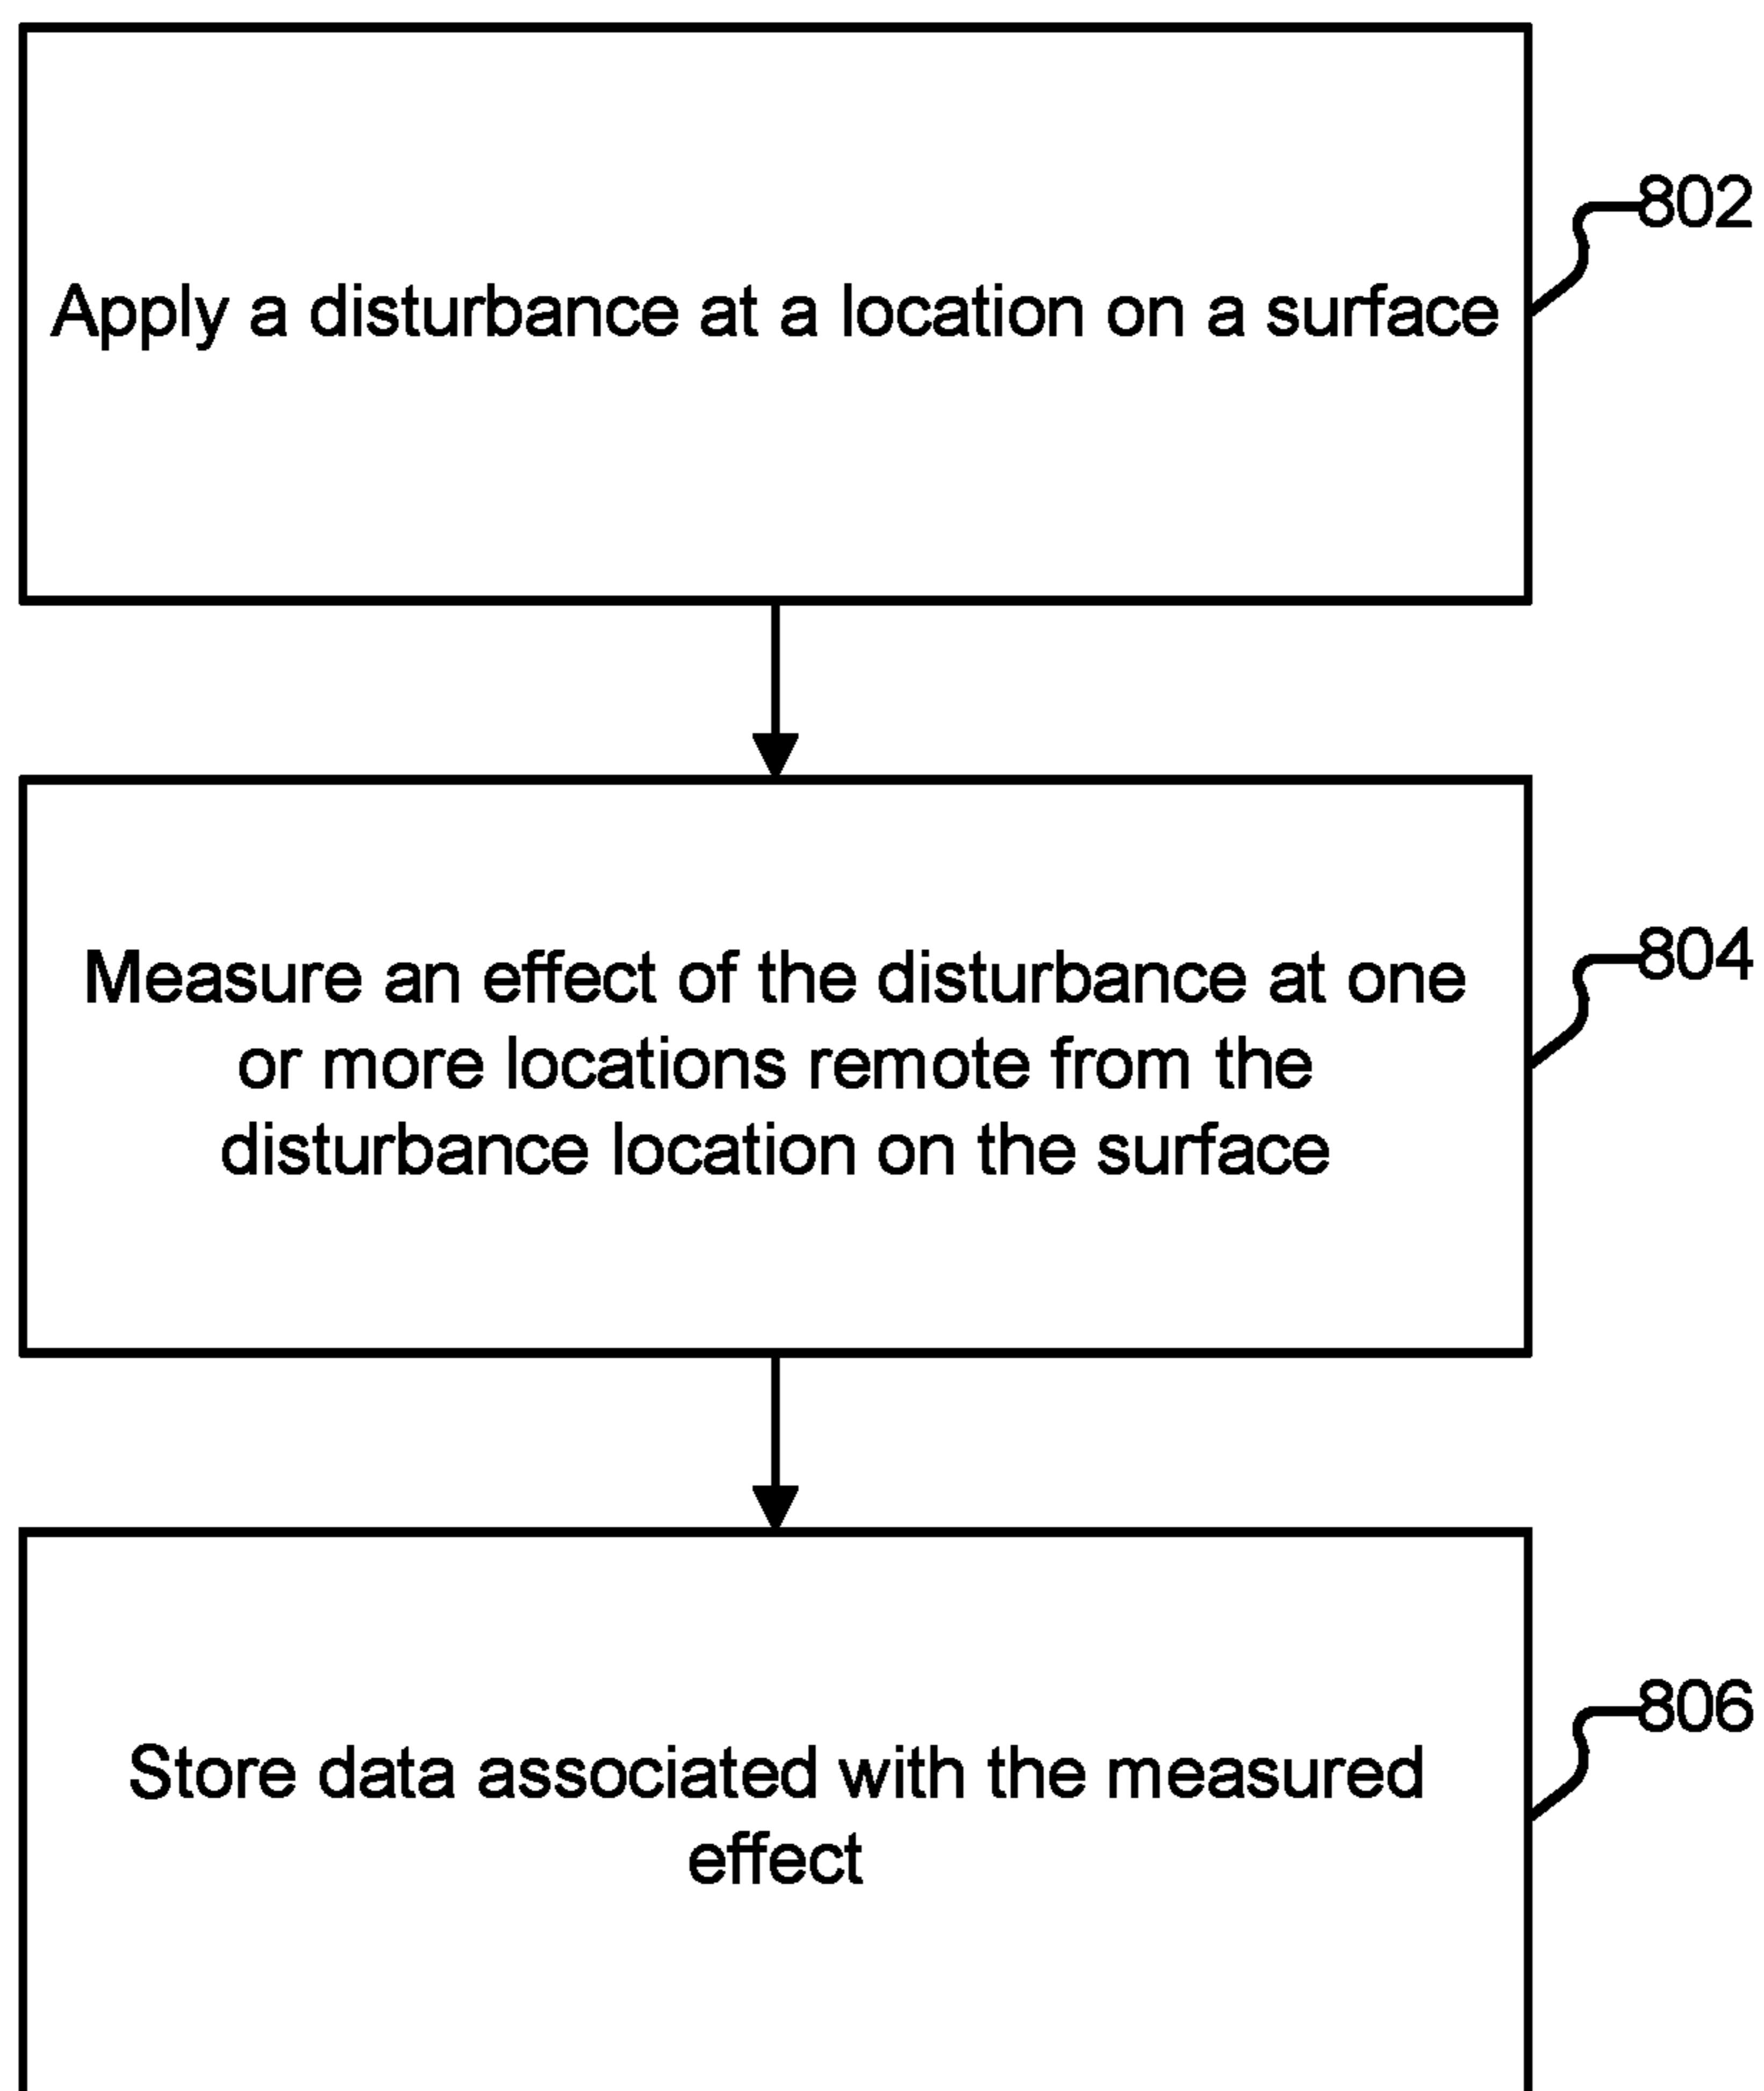 802
Apply a disturbance at a location on a surface
804
Measure an effect of the disturbance at one
or more locations remote from the
disturbance location on the surface
806
Store data associated with the measured
effect